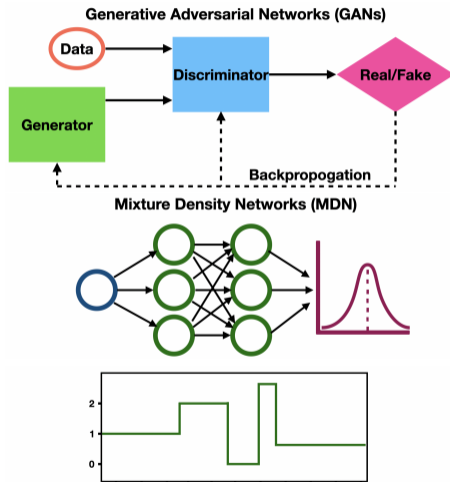 Generative Adversarial Networks (GANs)
Data
Discriminator
Real/Fake
Generator
Backpropogation
Mixture Density Networks (MDN)
2
1
0